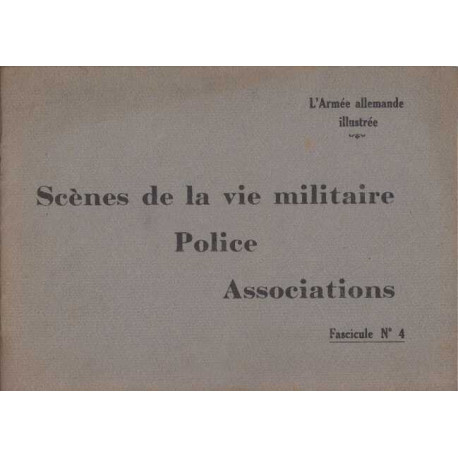 L'Armée allemande
illustrée
Scènes de la vie militaire
Police
Associations
Fascicule N° 4